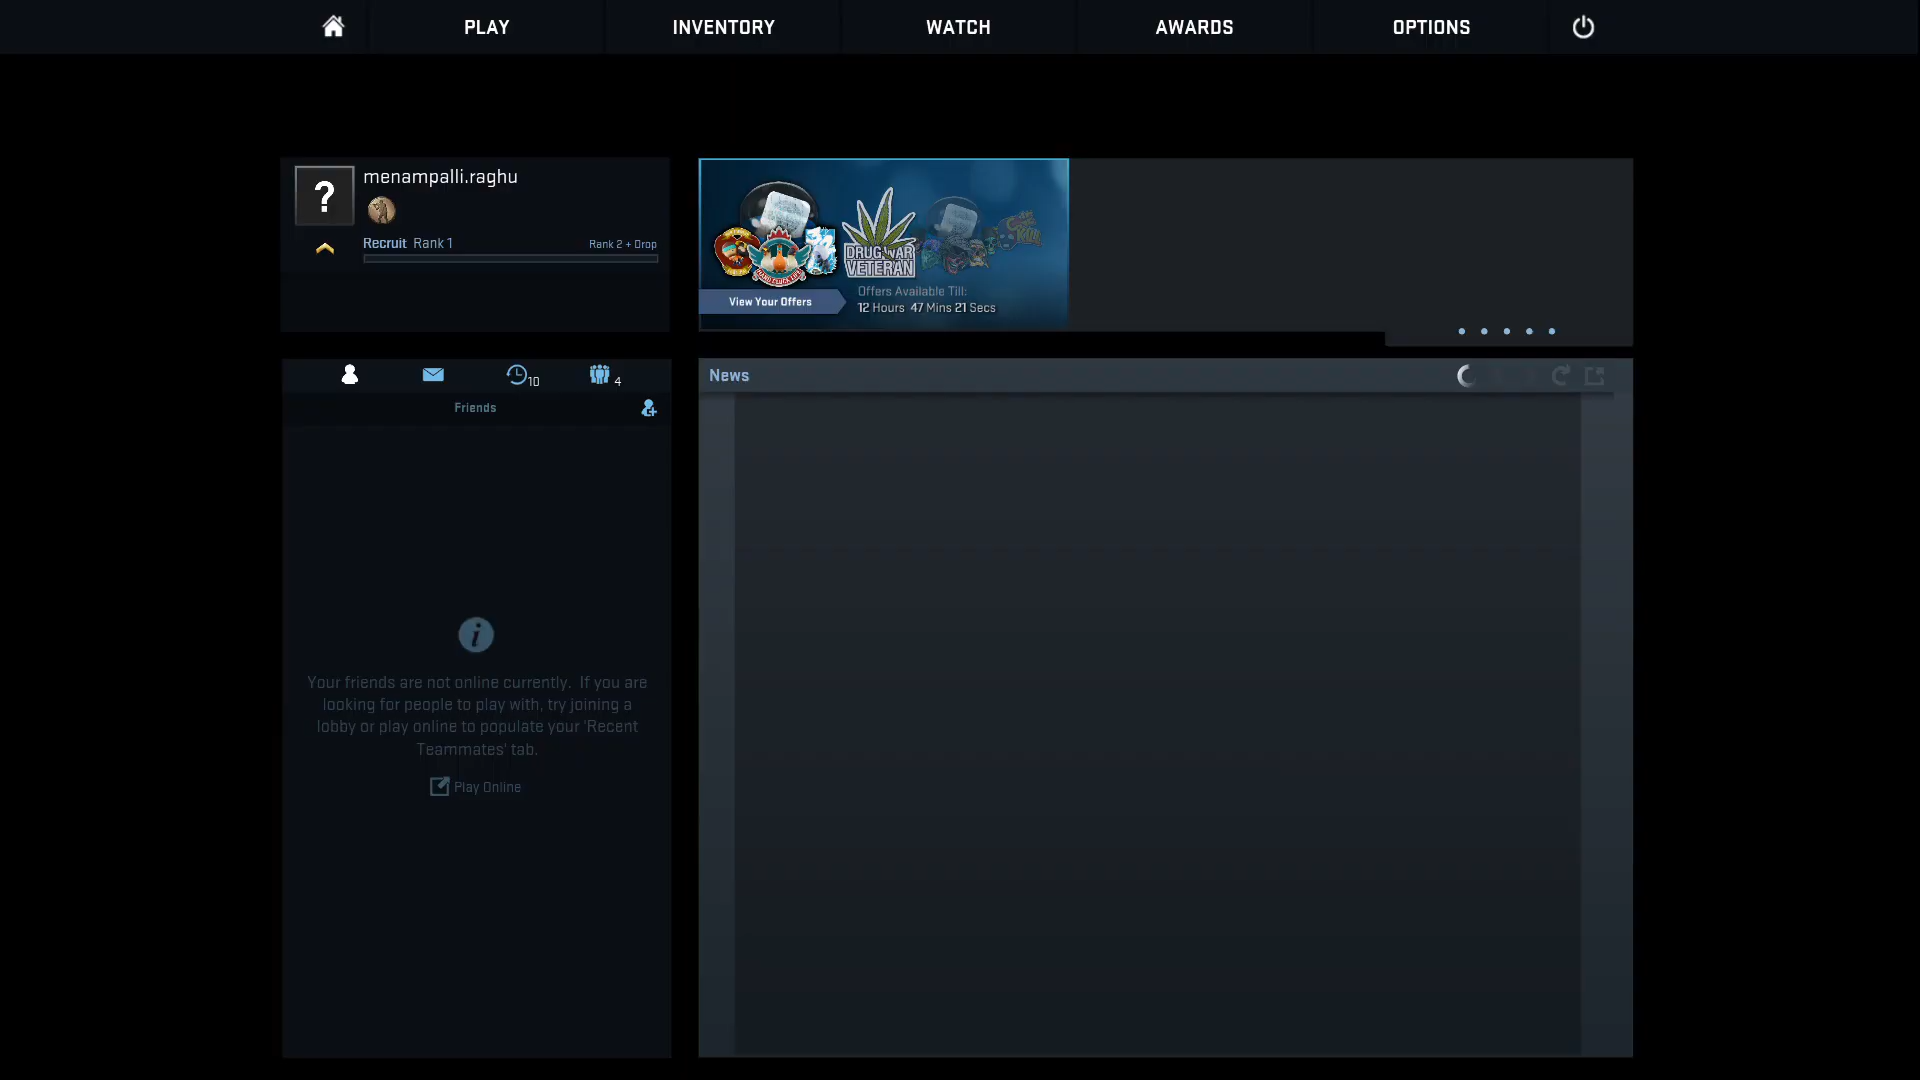 PLAY
INVENTORY
WATCH
AWARDS
OPTIONS
?
menampalli.raghu
Recruit Rank 1
Rank 2 + Drop
DRUG WAR
VETERAN
View Your Offers
Offers Available Till:
12 Hours 47 Mins 21 Secs
10
4
Friends
News
i
Your friends are not online currently. If you are
looking for people to play with, try joining a
lobby or play online to populate your 'Recent
Teammates' tab.
Play Online